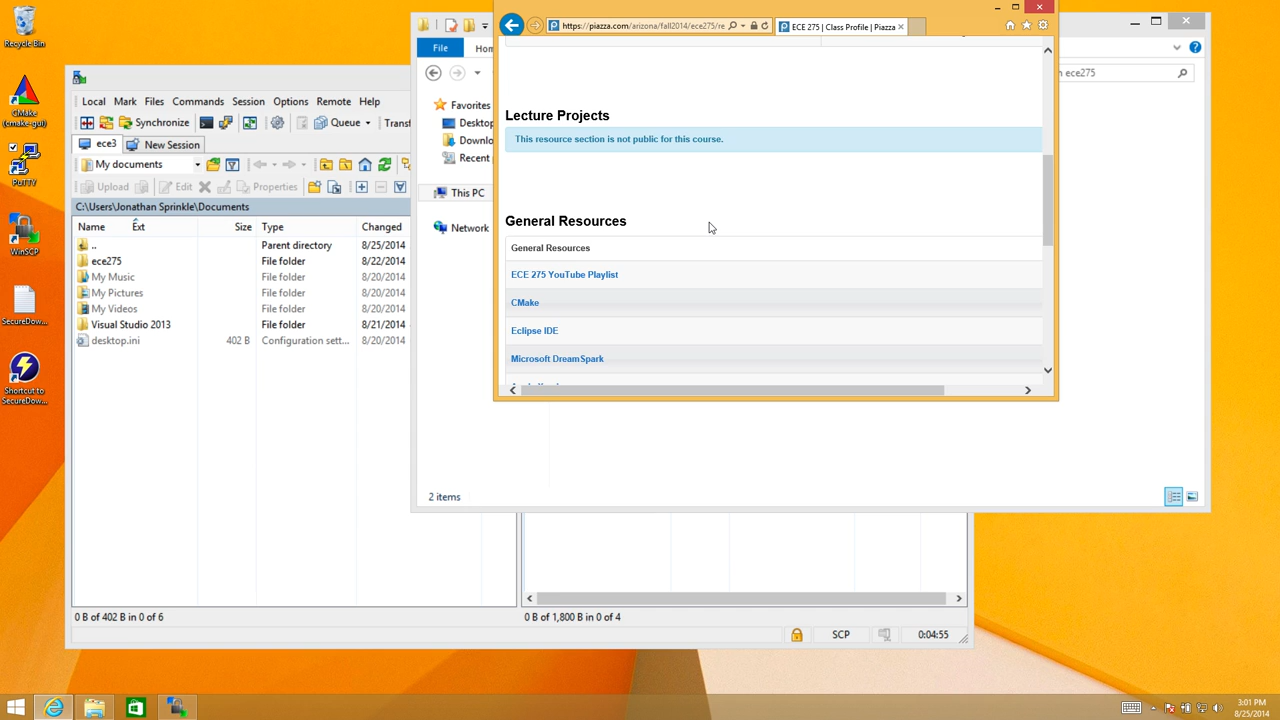 Recycle Bin
CMake
(cmake-gui)
PuTTY
WinSCP
SecureDow...
Shortcut to
SecureDow...
Local Mark Files Commands Session Options Remote Help
Synchronize Queue Transf
ece3 New Session
My documents
Upload Edit Properties
C:\Users\Jonathan Sprinkle\Documents
Name Ext Size Type Changed
.. Parent directory 8/25/2014
ece275 File folder 8/22/2014
My Music File folder 8/20/2014
My Pictures File folder 8/20/2014
My Videos File folder 8/20/2014
Visual Studio 2013 File folder 8/21/2014
desktop.ini 402 B Configuration sett... 8/20/2014
0 B of 402 B in 0 of 6
0 B of 1,800 B in 0 of 4
SCP 0:04:55
File Hom
ece275
Favorites
Desktop
Downlo
Recent
This PC
Network
2 items
https://piazza.com/arizona/fall2014/ece275/re
ECE 275 | Class Profile | Piazza
Lecture Projects
This resource section is not public for this course.
General Resources
General Resources
ECE 275 YouTube Playlist
CMake
Eclipse IDE
Microsoft DreamSpark
3:01 PM
8/25/2014